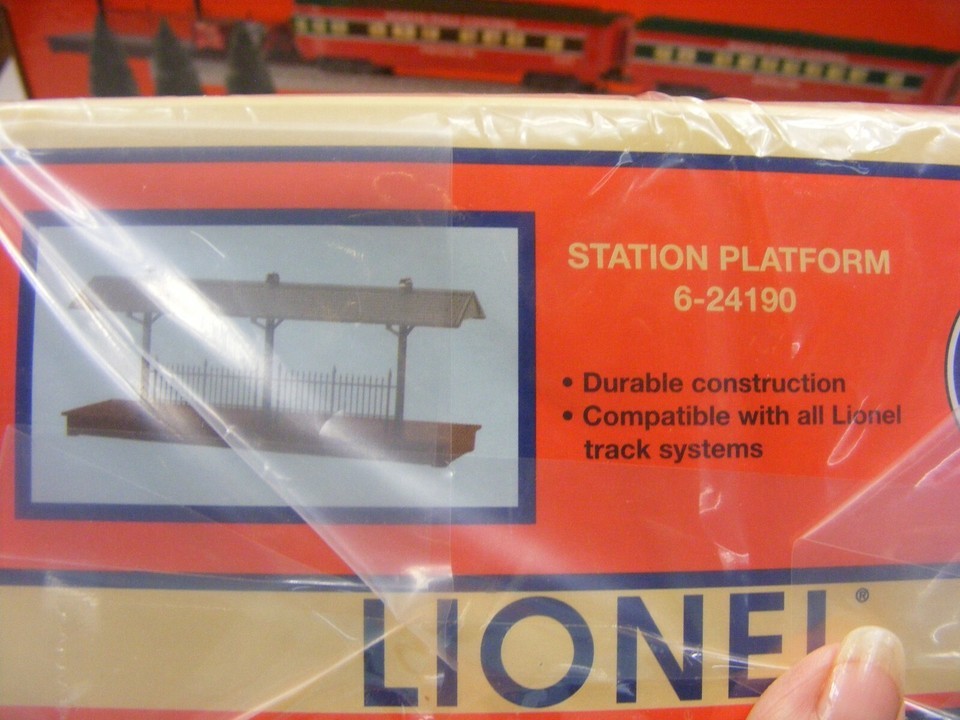 STATION PLATFORM
6-24190
• Durable construction
• Compatible with all Lionel
track systems
LIONEL®